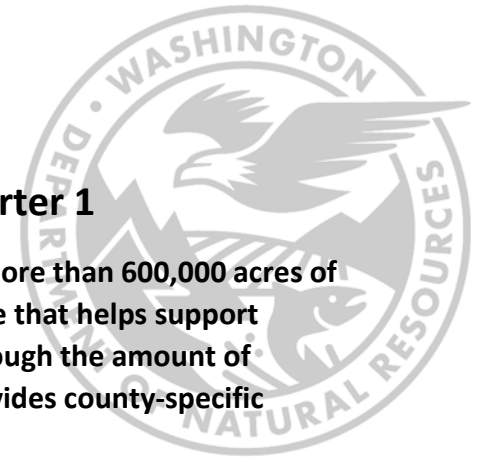 WASHINGTON
DEPARTMENT OF NATURAL RESOURCES
rter 1
ore than 600,000 acres of
e that helps support
ough the amount of
vides county-specific